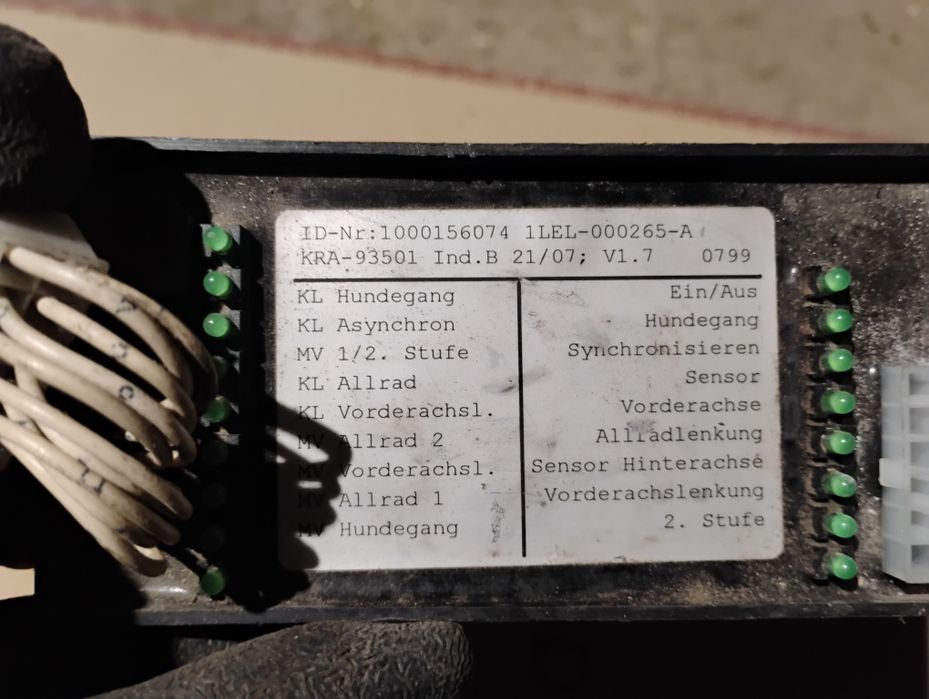 ID-Nr:1000156074 1LEL-000265-A
KRA-93501 Ind.B 21/07; V1.7 0799
KL Hundegang
KL Asynchron
MV 1/2. Stufe
KL Allrad
KL Vorderachsl.
MV Allrad 2
MV Vorderachsl.
MV Allrad 1
MV Hundegang
Ein/Aus
Hundegang
Synchronisieren
Sensor
Vorderachse
Allradlenkung
Sensor Hinterachse
Vorderachslenkung
2. Stufe